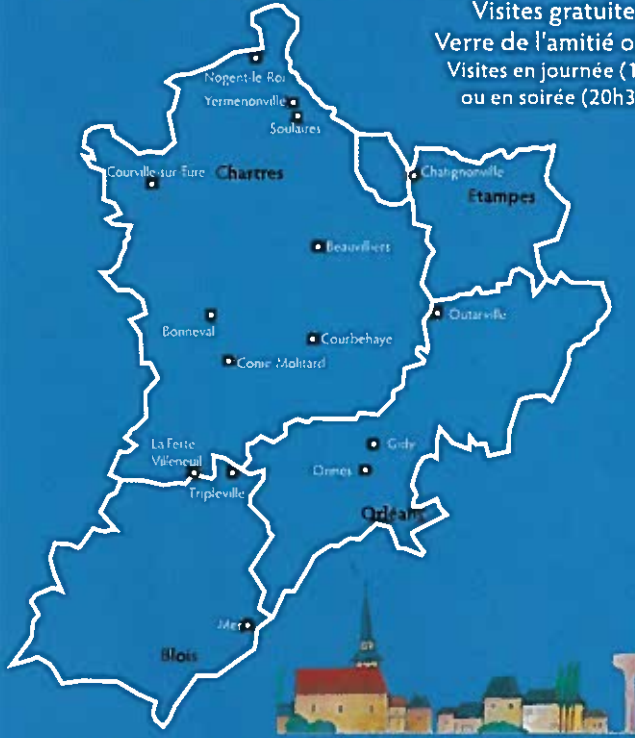 Visites gratuite
Verre de l'amitié o
Visites en journée (1
ou en soirée (20h3
Nogent-le Roi
Yermenonville
Soulaires
Courville-sur-Eure
Chartres
Chatignonville
Etampes
Beauvilliers
Bonneval
Outarville
Courbehaye
Conie Molitard
La Ferte
Villeneuil
Tripleville
Gidy
Ormes
Orléans
Mer
Blois